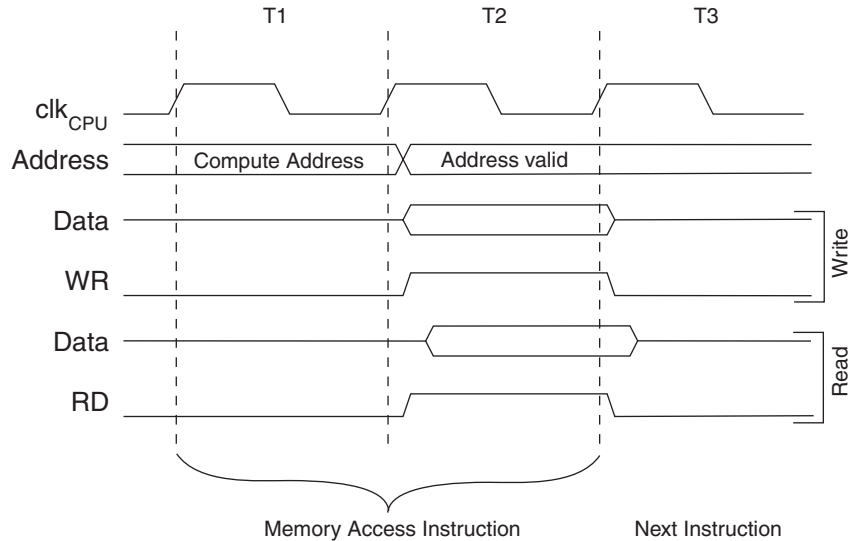 T1 T2 T3
clkCPU
Address Compute Address Address valid
Data
WR
Write
Data
RD
Read
Memory Access Instruction Next Instruction